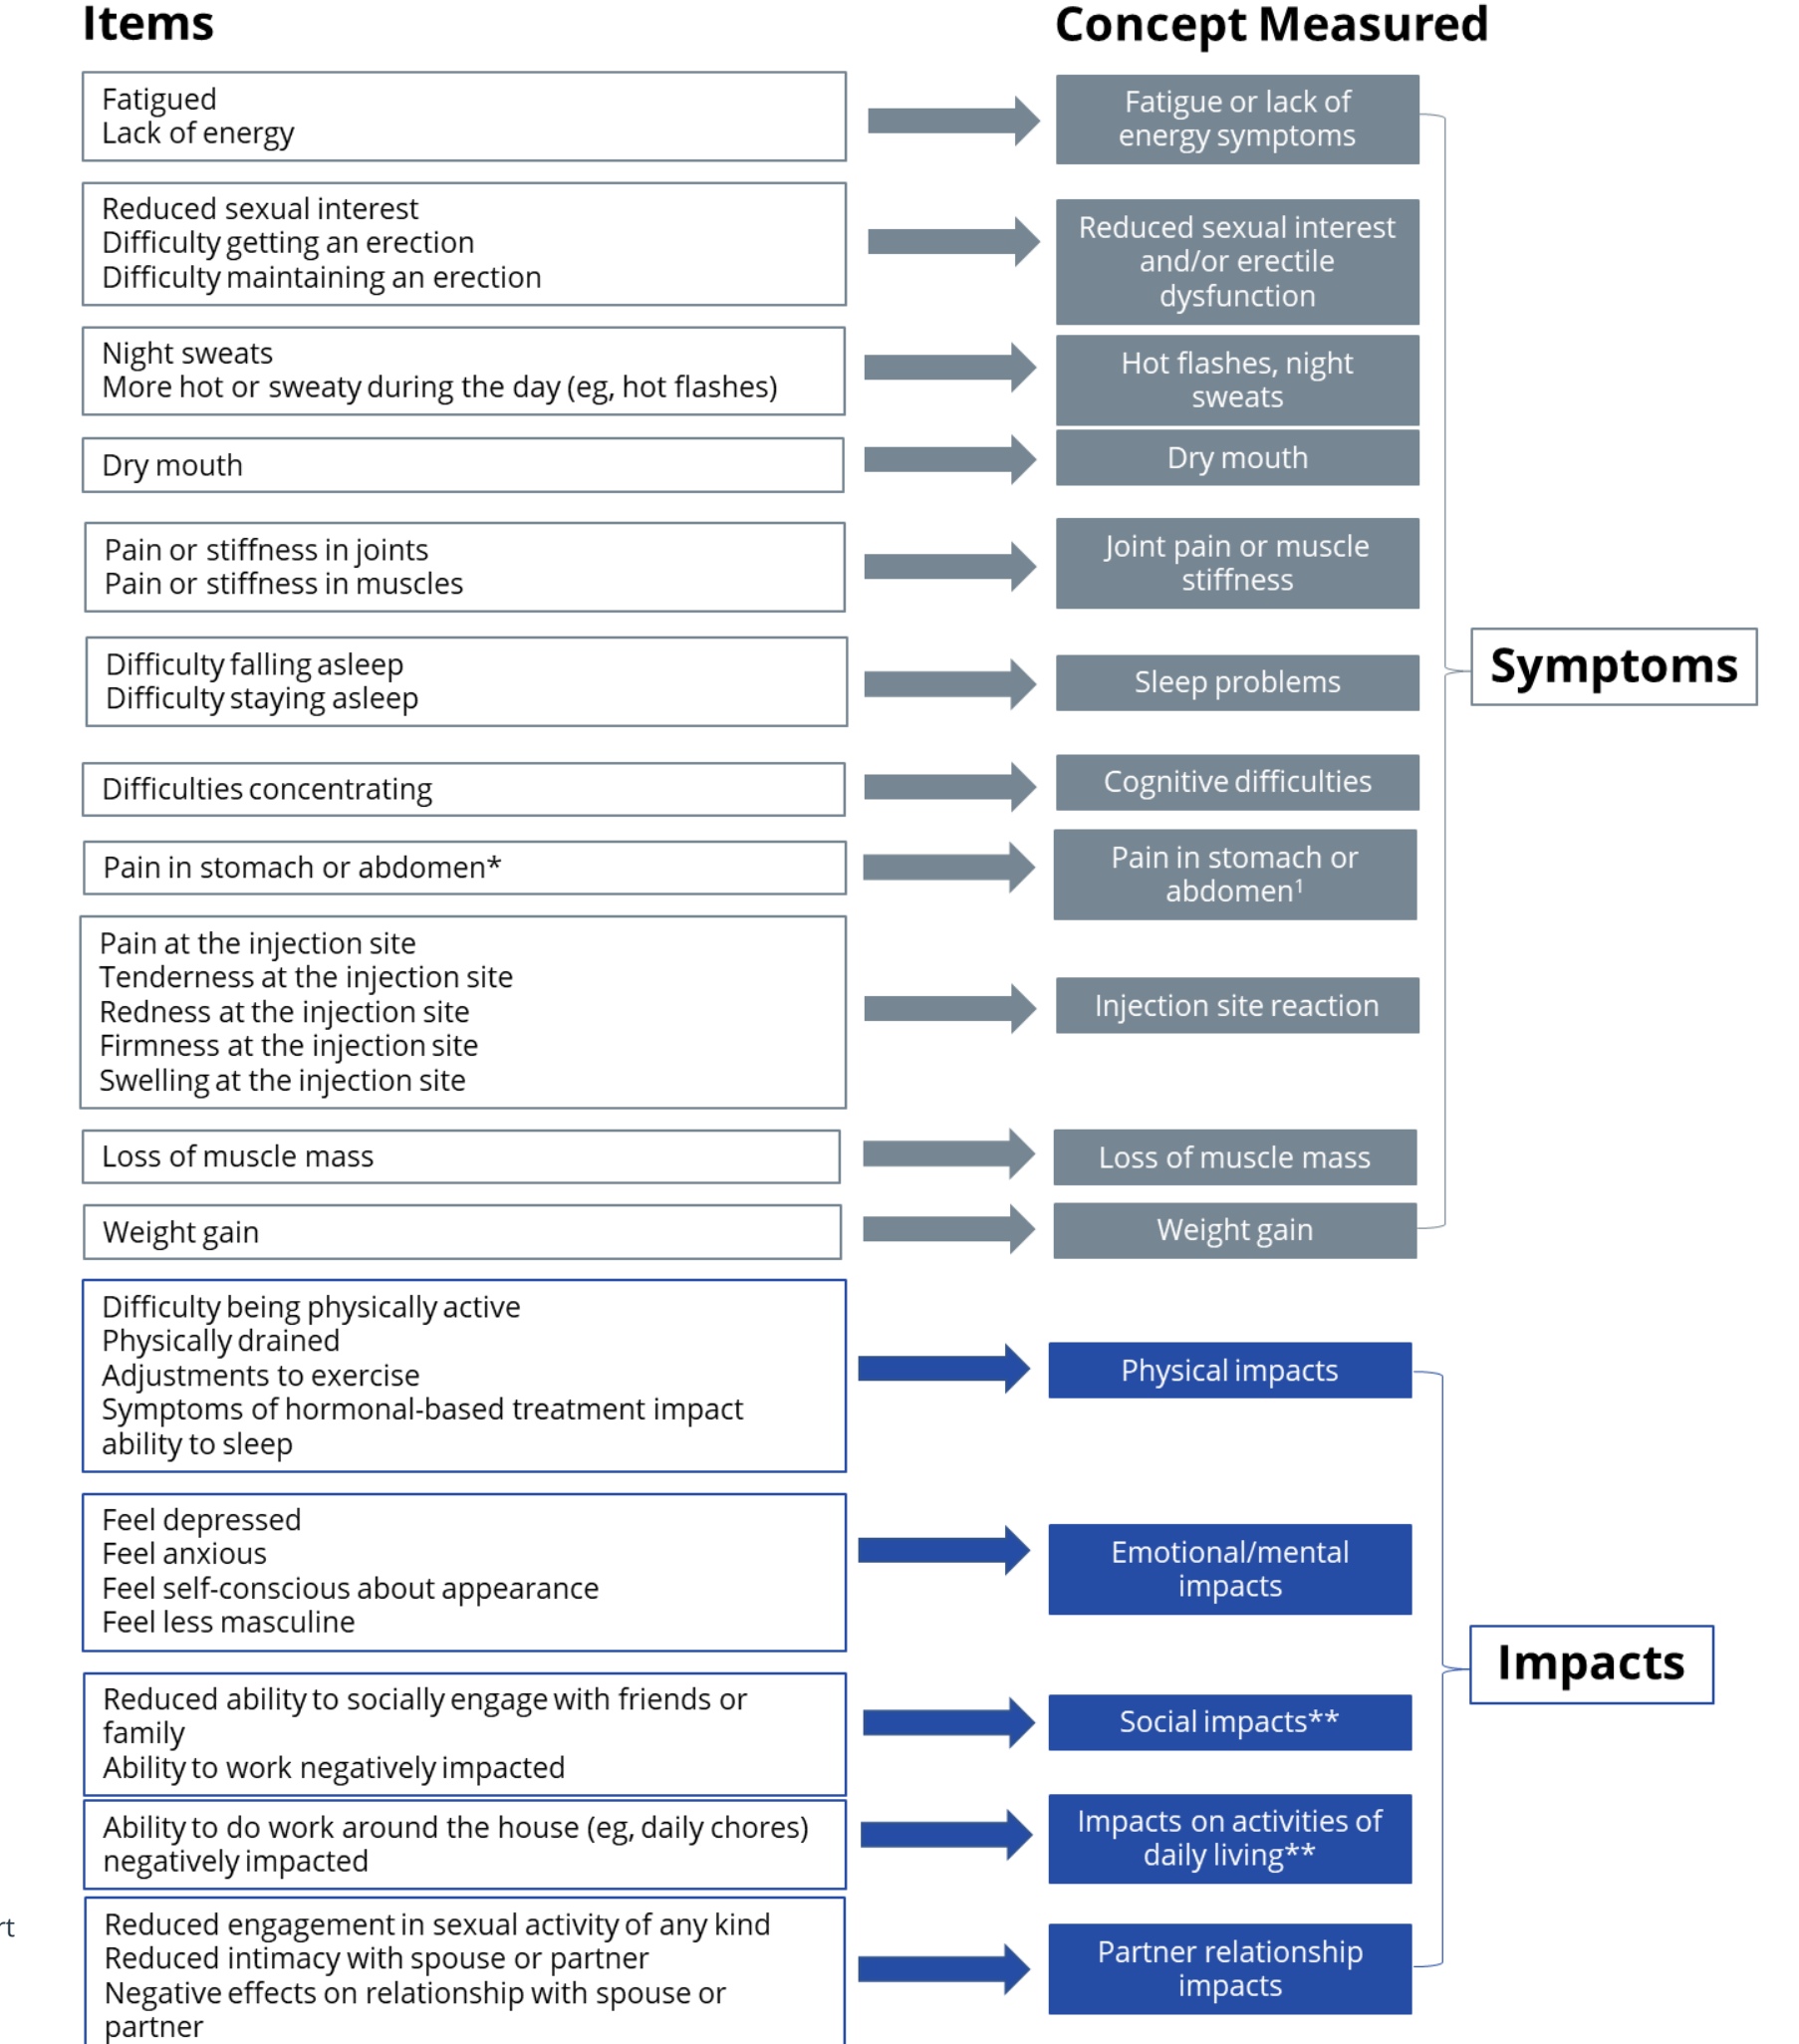 Items
Concept Measured
Fatigued
Lack of energy
Fatigue or lack of
energy symptoms
Reduced sexual interest
Difficulty getting an erection
Difficulty maintaining an erection
Reduced sexual interest
and/or erectile
dysfunction
Night sweats
More hot or sweaty during the day (eg, hot flashes)
Hot flashes, night
sweats
Dry mouth
Dry mouth
Pain or stiffness in joints
Pain or stiffness in muscles
Joint pain or muscle
stiffness
Difficulty falling asleep
Difficulty staying asleep
Sleep problems
Symptoms
Difficulties concentrating
Cognitive difficulties
Pain in stomach or abdomen*
Pain in stomach or
abdomen¹
Pain at the injection site
Tenderness at the injection site
Redness at the injection site
Firmness at the injection site
Swelling at the injection site
Injection site reaction
Loss of muscle mass
Loss of muscle mass
Weight gain
Weight gain
Difficulty being physically active
Physically drained
Adjustments to exercise
Symptoms of hormonal-based treatment impact
ability to sleep
Physical impacts
Feel depressed
Feel anxious
Feel self-conscious about appearance
Feel less masculine
Emotional/mental
impacts
Impacts
Reduced ability to socially engage with friends or
family
Ability to work negatively impacted
Social impacts**
Ability to do work around the house (eg, daily chores)
negatively impacted
Impacts on activities of
daily living**
rt
Reduced engagement in sexual activity of any kind
Reduced intimacy with spouse or partner
Negative effects on relationship with spouse or
partner
Partner relationship
impacts